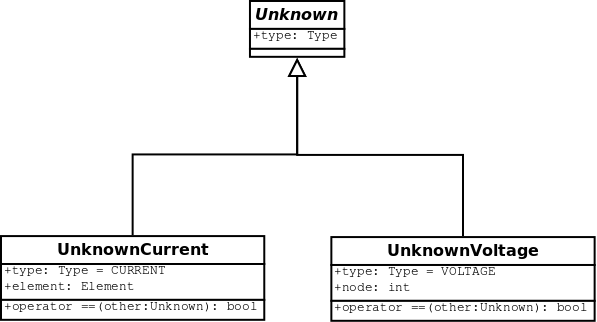 Unknown
+type: Type
UnknownCurrent
+type: Type = CURRENT
+element: Element
+operator ==(other:Unknown): bool
UnknownVoltage
+type: Type = VOLTAGE
+node: int
+operator ==(other:Unknown): bool